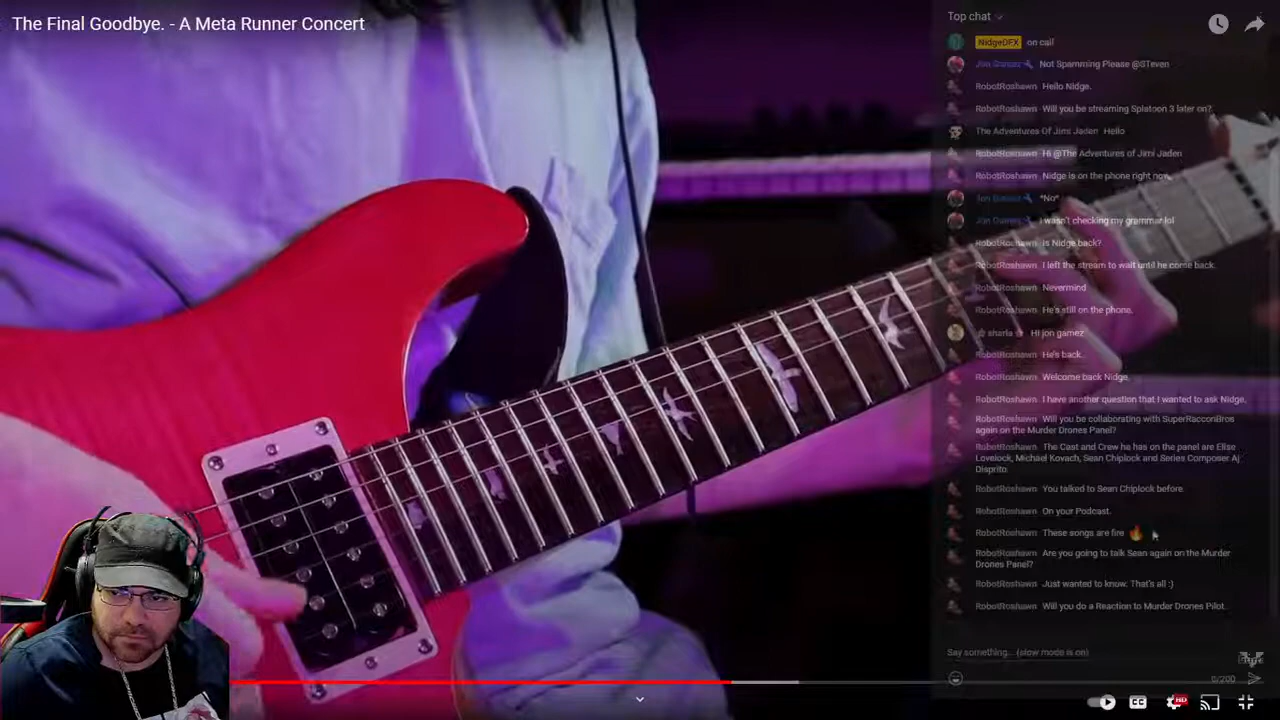 The Final Goodbye. - A Meta Runner Concert
Top chat
NidgeDFX on call
Not Spamming Please @STeven
RobotRoshawn Hello Nidge.
RobotRoshawn Will you be streaming Splatoon 3 later on?
The Adventures Of Jimi Jaden Hello
RobotRoshawn Hi @The Adventures of Jimi Jaden
RobotRoshawn Nidge is on the phone right now.
*No*
I wasn't checking my grammar lol
RobotRoshawn Is Nidge back?
RobotRoshawn I left the stream to wait until he come back.
RobotRoshawn Nevermind
RobotRoshawn He's still on the phone.
sharla Hi jon gamez
RobotRoshawn He's back.
RobotRoshawn Welcome back Nidge.
RobotRoshawn I have another question that I wanted to ask Nidge.
RobotRoshawn Will you be collaborating with SuperRacconBros
again on the Murder Drones Panel?
RobotRoshawn The Cast and Crew he has on the panel are Elise
Lovelock, Michael Kovach, Sean Chiplock and Series Composer Aj
Disprito
RobotRoshawn You talked to Sean Chiplock before.
RobotRoshawn On your Podcast.
RobotRoshawn These songs are fire 🔥
RobotRoshawn Are you going to talk Sean again on the Murder
Drones Panel?
RobotRoshawn Just wanted to know. That's all :)
RobotRoshawn Will you do a Reaction to Murder Drones Pilot.
Say something... (slow mode is on)
0/200
CC
HD